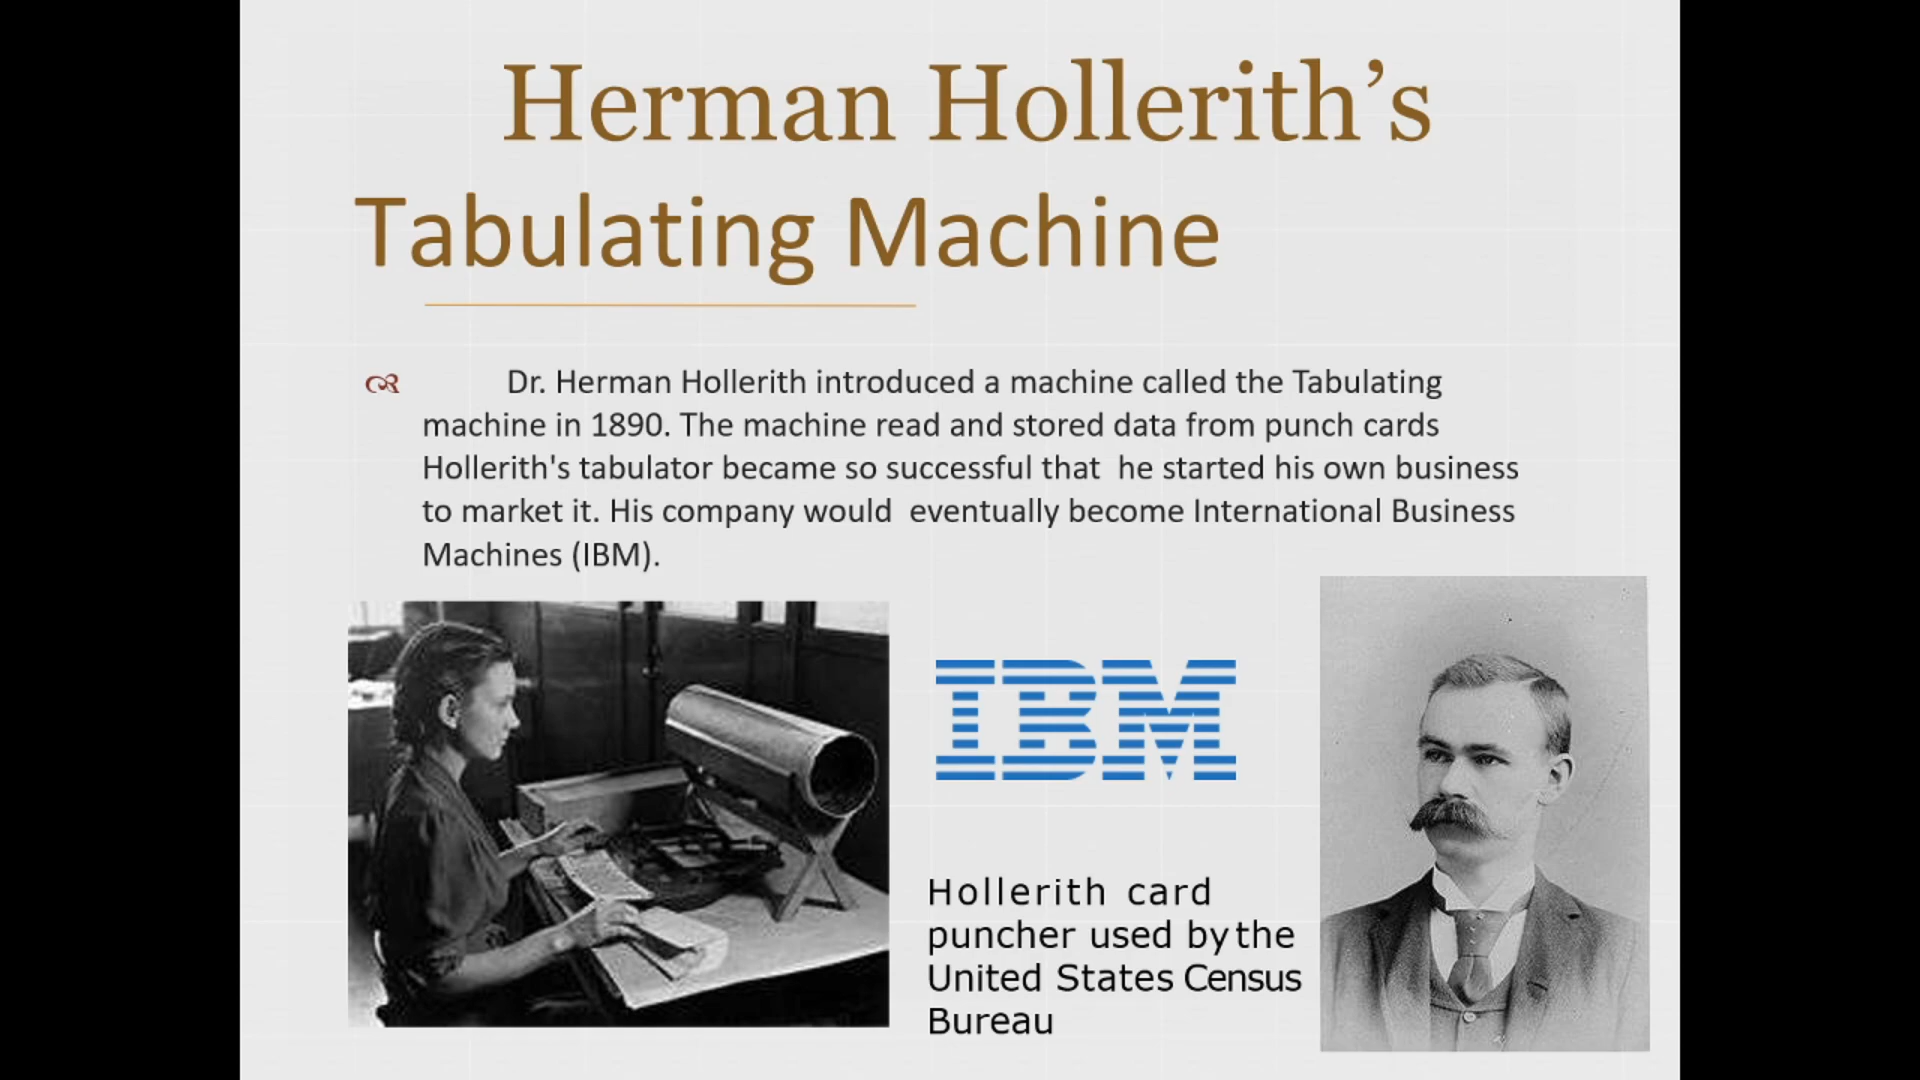 Herman Hollerith’s
Tabulating Machine
Dr. Herman Hollerith introduced a machine called the Tabulating
machine in 1890. The machine read and stored data from punch cards
Hollerith's tabulator became so successful that he started his own business
to market it. His company would eventually become International Business
Machines (IBM).
IBM
Hollerith card
puncher used by the
United States Census
Bureau